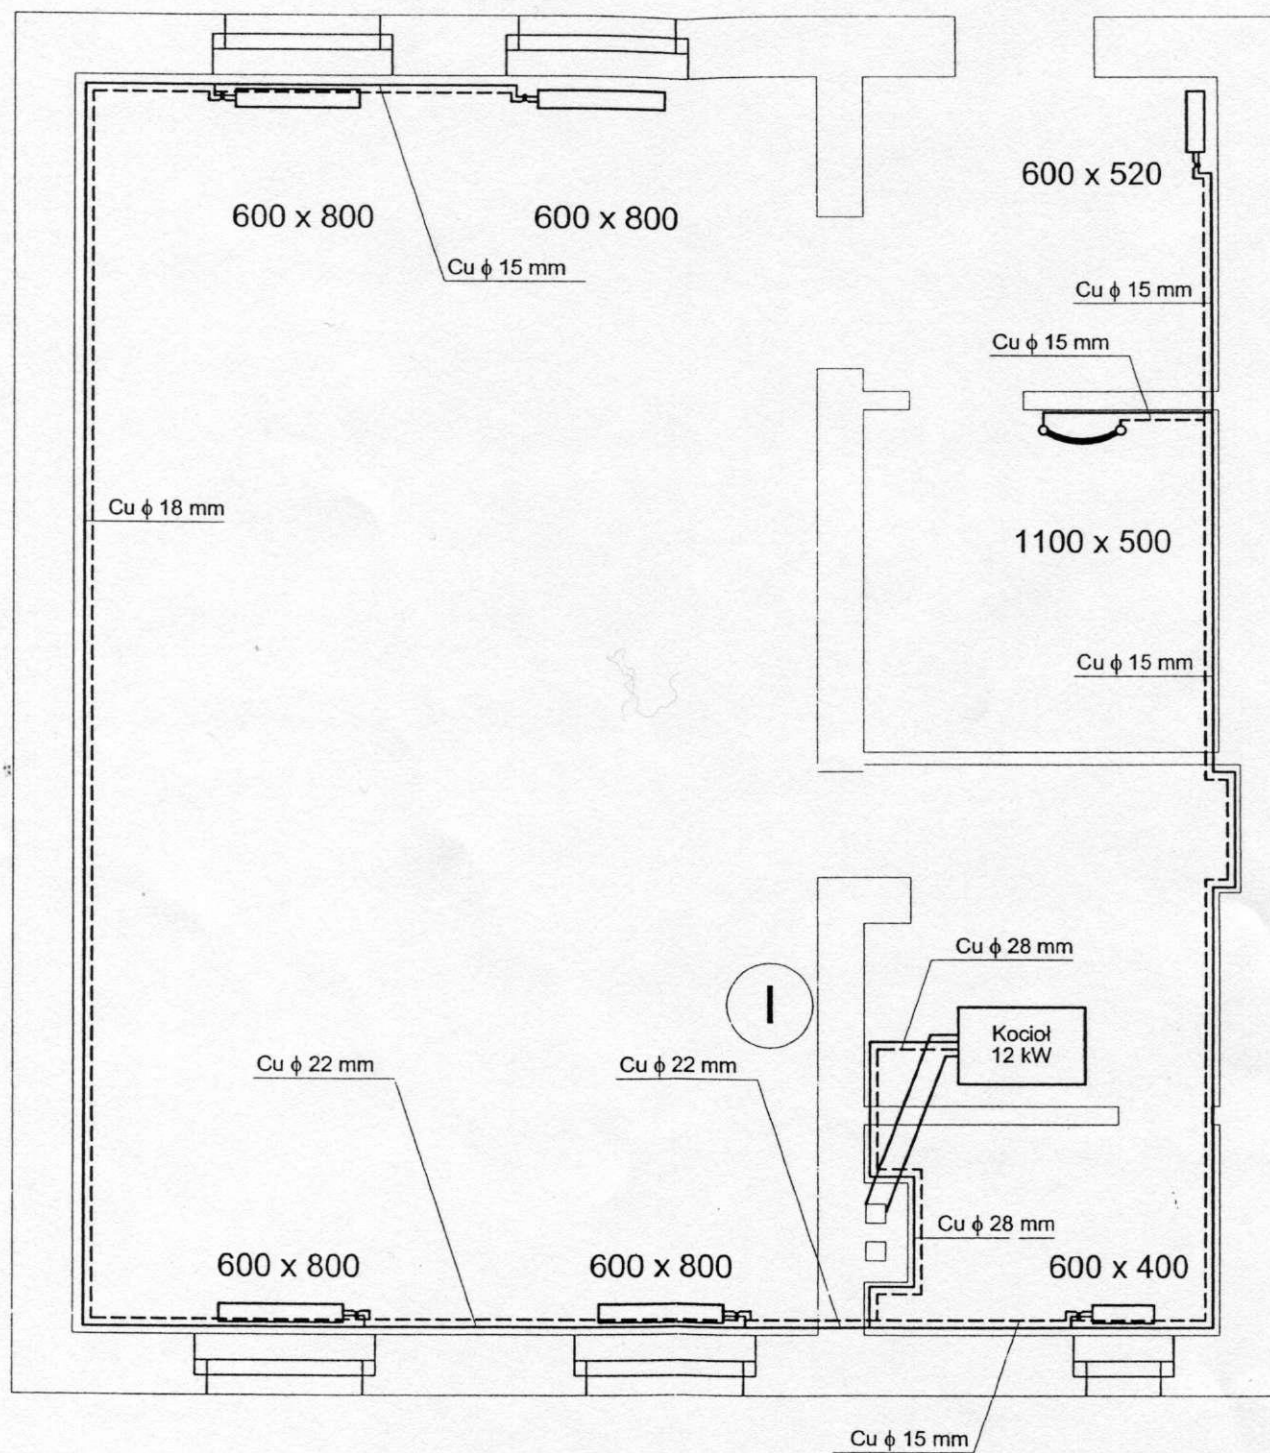 600 x 520
600 x 800
600 x 800
Cu ϕ 15 mm
Cu ϕ 15 mm
Cu ϕ 15 mm
Cu ϕ 18 mm
1100 x 500
Cu ϕ 15 mm
Cu ϕ 28 mm
I
Kocioł
12 kW
Cu ϕ 22 mm
Cu ϕ 22 mm
Cu ϕ 28 mm
600 x 800
600 x 800
600 x 400
Cu ϕ 15 mm